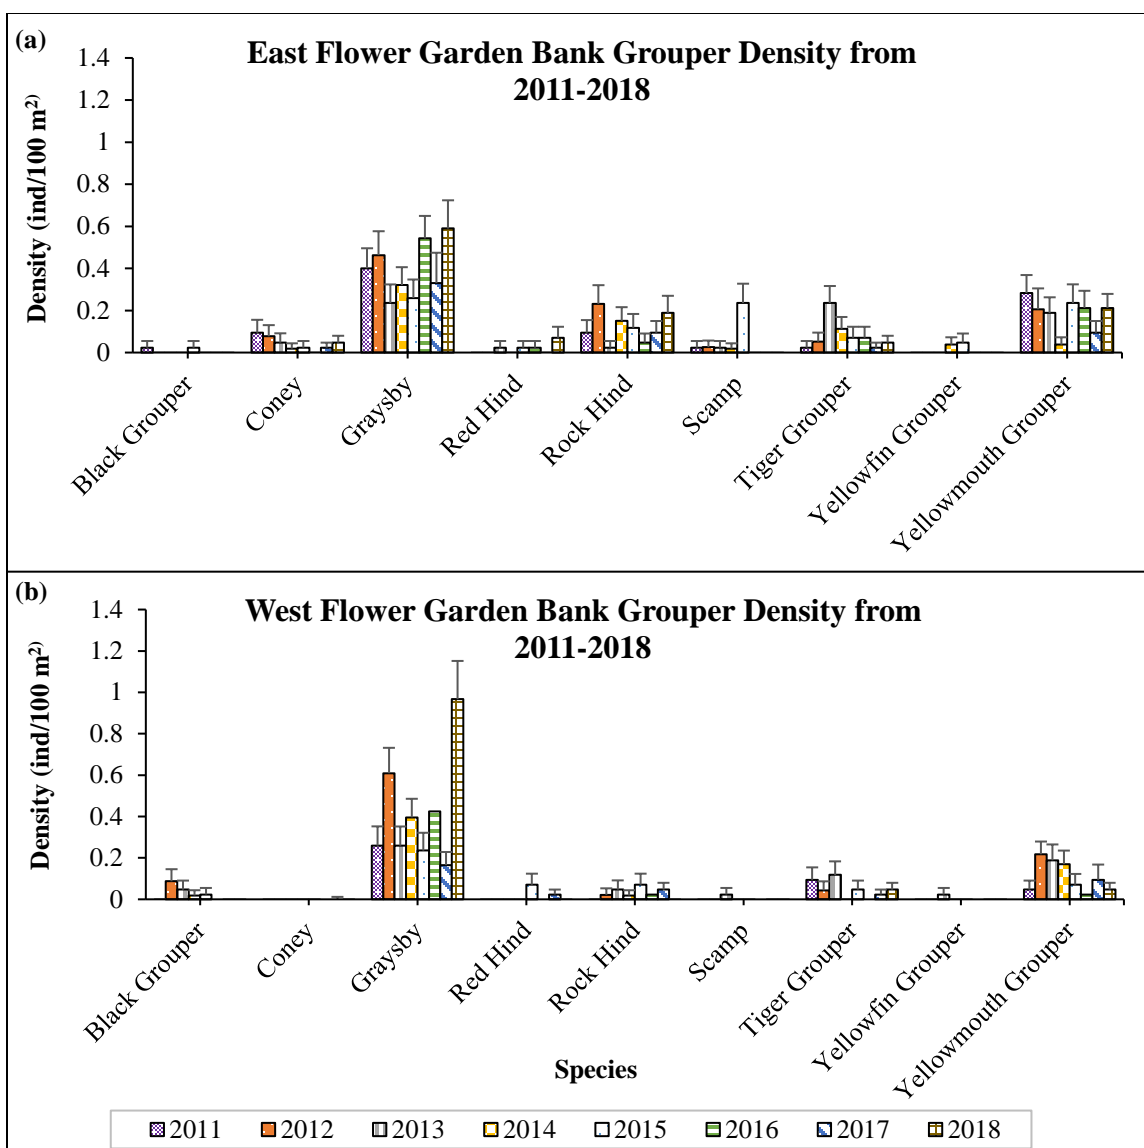 (a)
East Flower Garden Bank Grouper Density from
2011-2018
Density (ind/100 m²)
1.4
1.2
1
0.8
0.6
0.4
0.2
0
Black Grouper
Coney
Graysby
Red Hind
Rock Hind
Scamp
Tiger Grouper
Yellowfin Grouper
Yellowmouth Grouper
(b)
West Flower Garden Bank Grouper Density from
2011-2018
Density (ind/100 m²)
1.4
1.2
1
0.8
0.6
0.4
0.2
0
Black Grouper
Coney
Graysby
Red Hind
Rock Hind
Scamp
Tiger Grouper
Yellowfin Grouper
Yellowmouth Grouper
Species
2011 2012 2013 2014 2015 2016 2017 2018